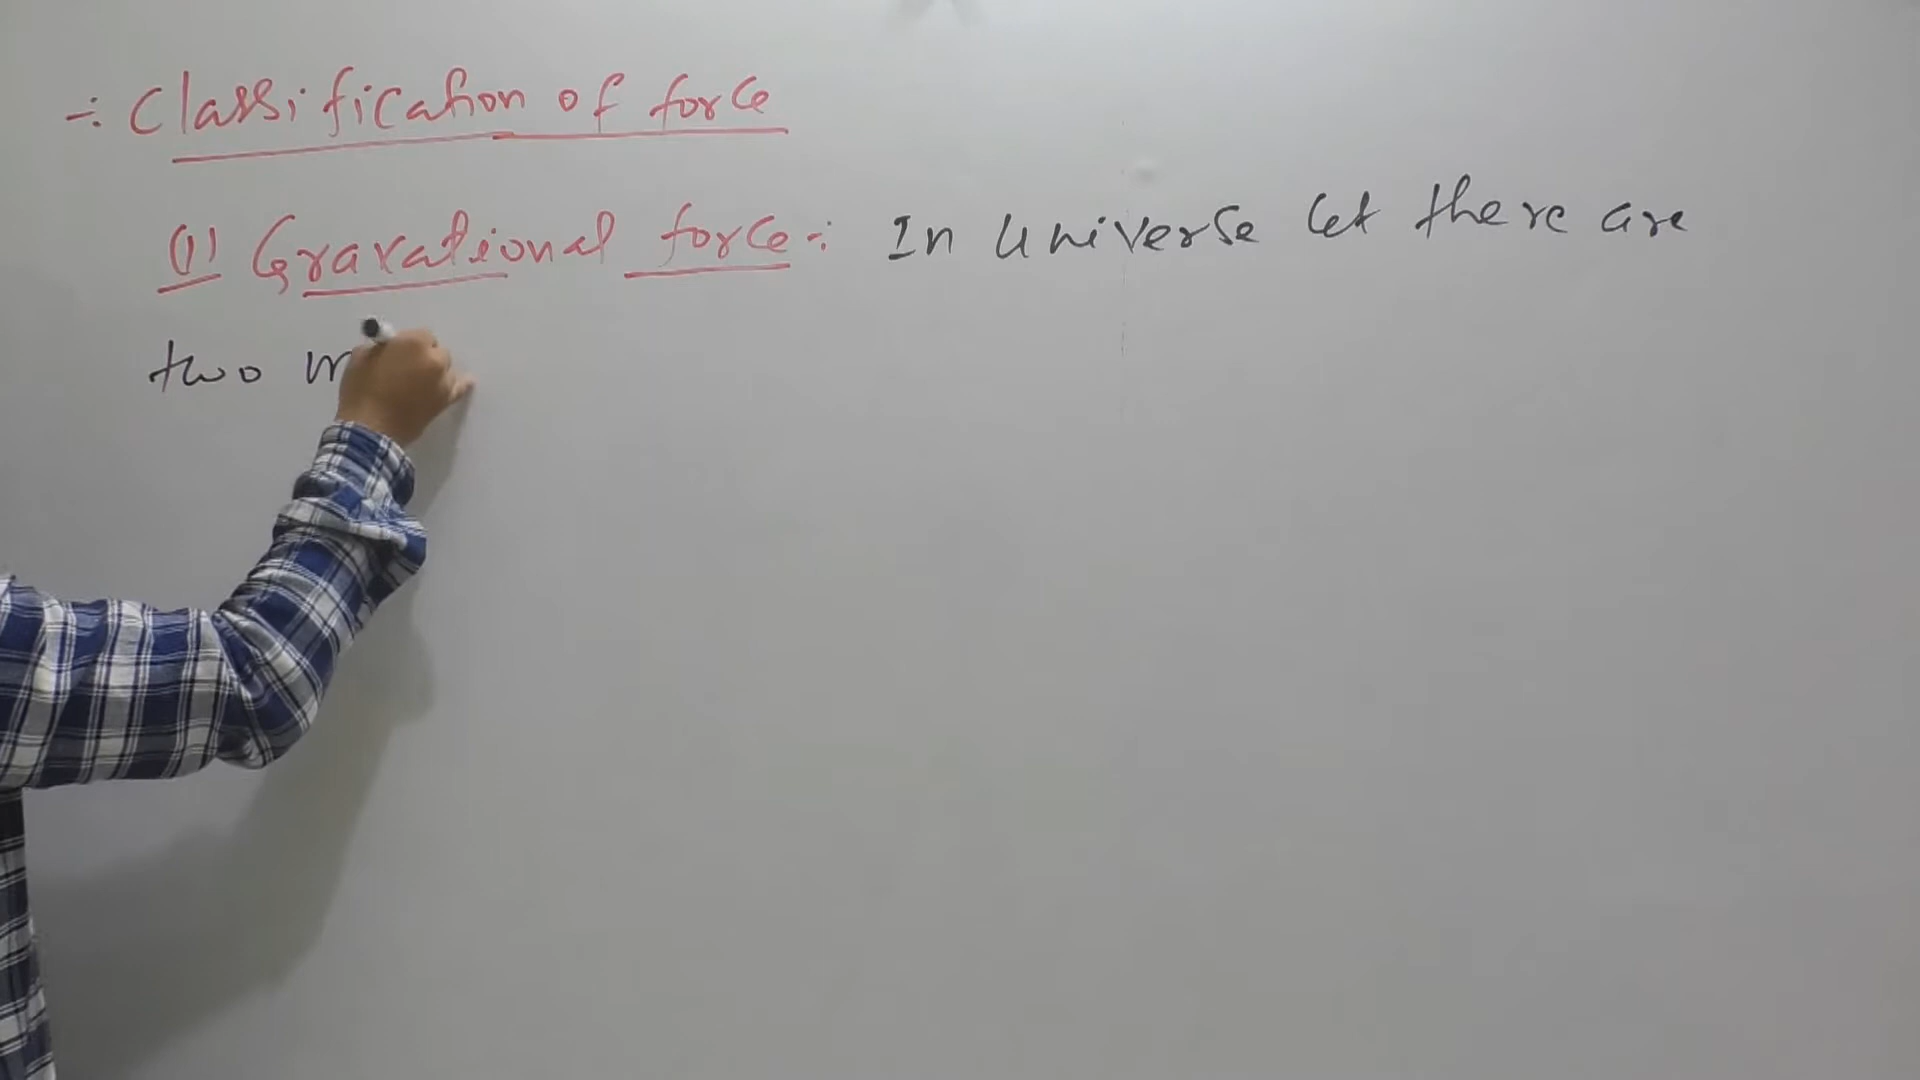 ÷ Classification of force
(1) Gravational force ÷ In universe let there are
two